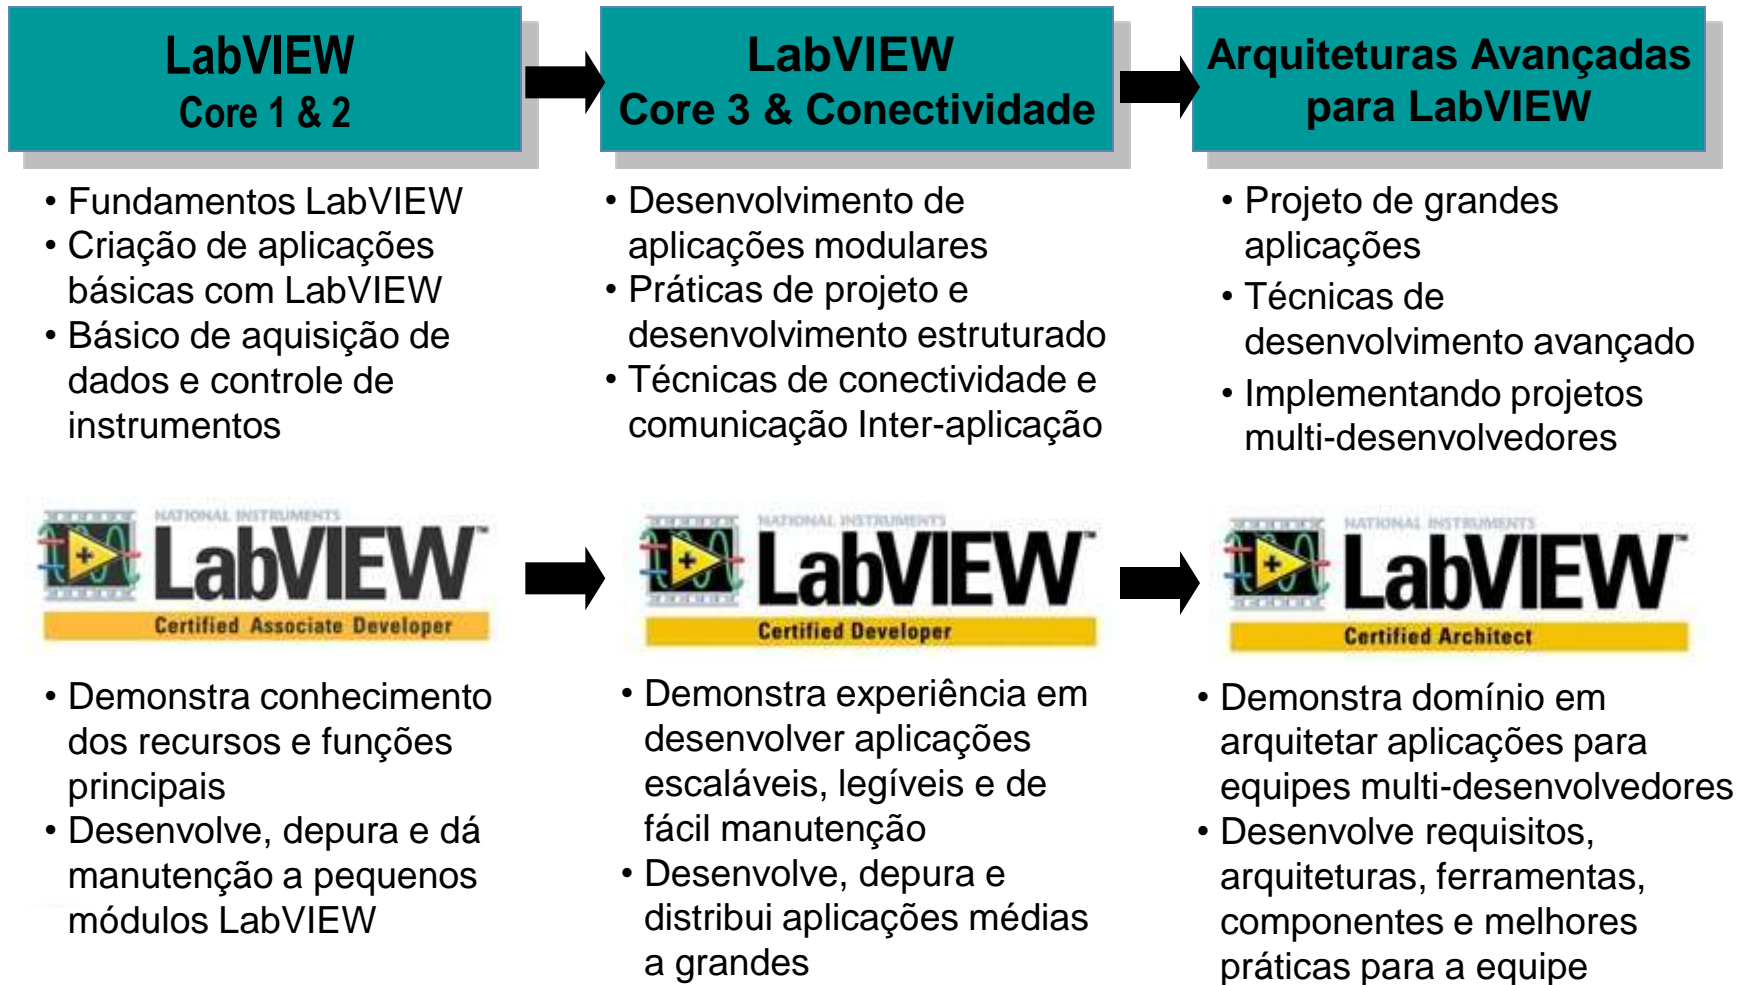 LabVIEW
Core 1 & 2
LabVIEW
Core 3 & Conectividade
Arquiteturas Avançadas
para LabVIEW
• Fundamentos LabVIEW
• Criação de aplicações
básicas com LabVIEW
• Básico de aquisição de
dados e controle de
instrumentos
• Desenvolvimento de
aplicações modulares
• Práticas de projeto e
desenvolvimento estruturado
• Técnicas de conectividade e
comunicação Inter-aplicação
• Projeto de grandes
aplicações
• Técnicas de
desenvolvimento avançado
• Implementando projetos
multi-desenvolvedores
NATIONAL INSTRUMENTS
LabVIEW™
Certified Associate Developer
NATIONAL INSTRUMENTS
LabVIEW™
Certified Developer
NATIONAL INSTRUMENTS
LabVIEW™
Certified Architect
• Demonstra conhecimento
dos recursos e funções
principais
• Desenvolve, depura e dá
manutenção a pequenos
módulos LabVIEW
• Demonstra experiência em
desenvolver aplicações
escaláveis, legíveis e de
fácil manutenção
• Desenvolve, depura e
distribui aplicações médias
a grandes
• Demonstra domínio em
arquitetar aplicações para
equipes multi-desenvolvedores
• Desenvolve requisitos,
arquiteturas, ferramentas,
componentes e melhores
práticas para a equipe